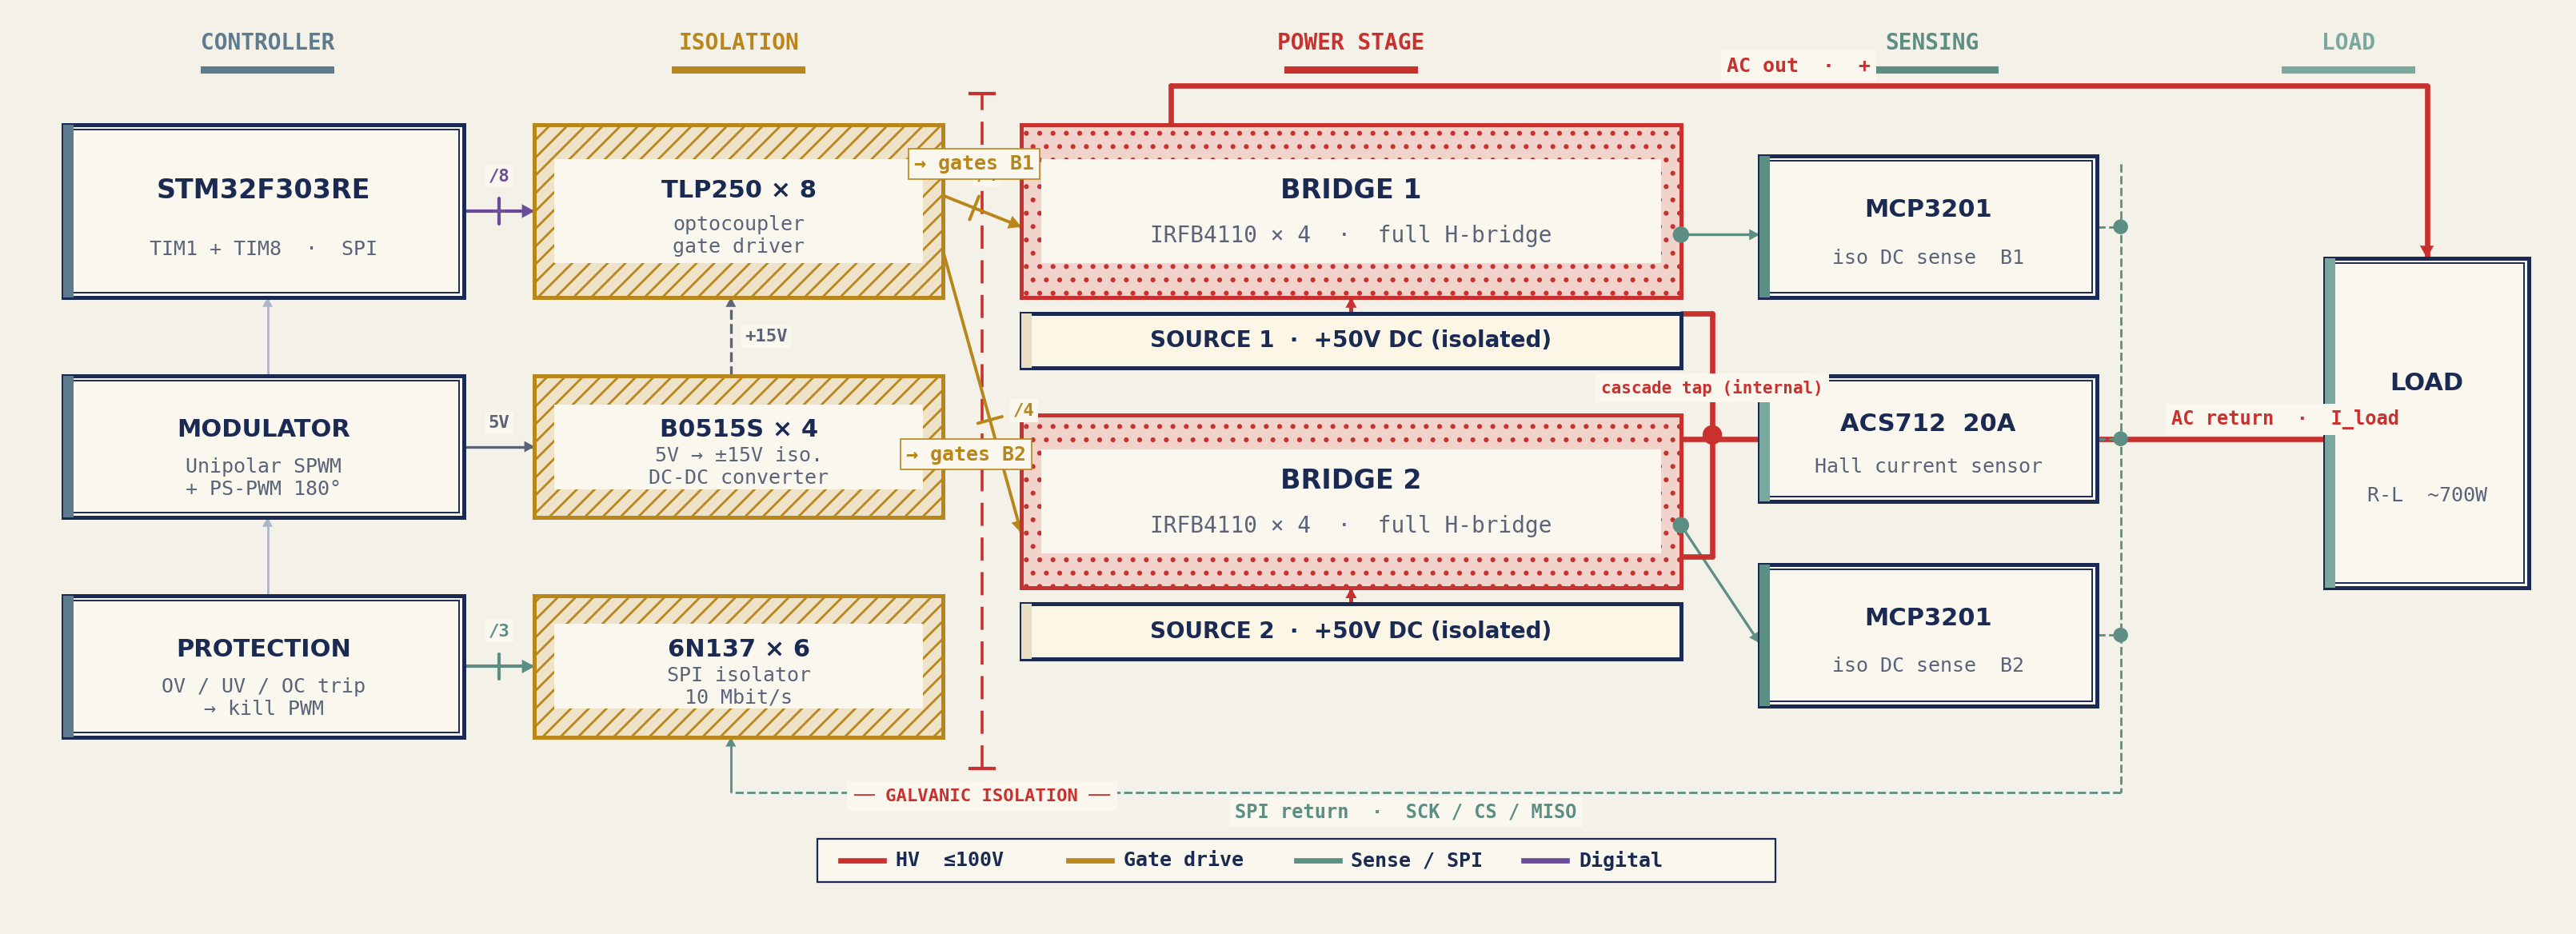 CONTROLLER
ISOLATION
POWER STAGE
SENSING
LOAD
AC out · +
STM32F303RE
TIM1 + TIM8 · SPI
/8
TLP250 × 8
optocoupler
gate driver
→ gates B1
BRIDGE 1
IRFB4110 × 4 · full H-bridge
MCP3201
iso DC sense B1
+15V
SOURCE 1 · +50V DC (isolated)
cascade tap (internal)
MODULATOR
Unipolar SPWM
+ PS-PWM 180°
5V
B0515S × 4
5V → ±15V iso.
DC-DC converter
/4
→ gates B2
BRIDGE 2
IRFB4110 × 4 · full H-bridge
ACS712 20A
Hall current sensor
AC return · I_load
LOAD
R-L ~700W
PROTECTION
OV / UV / OC trip
→ kill PWM
/3
6N137 × 6
SPI isolator
10 Mbit/s
SOURCE 2 · +50V DC (isolated)
MCP3201
iso DC sense B2
── GALVANIC ISOLATION ──
SPI return · SCK / CS / MISO
HV ≤100V
Gate drive
Sense / SPI
Digital